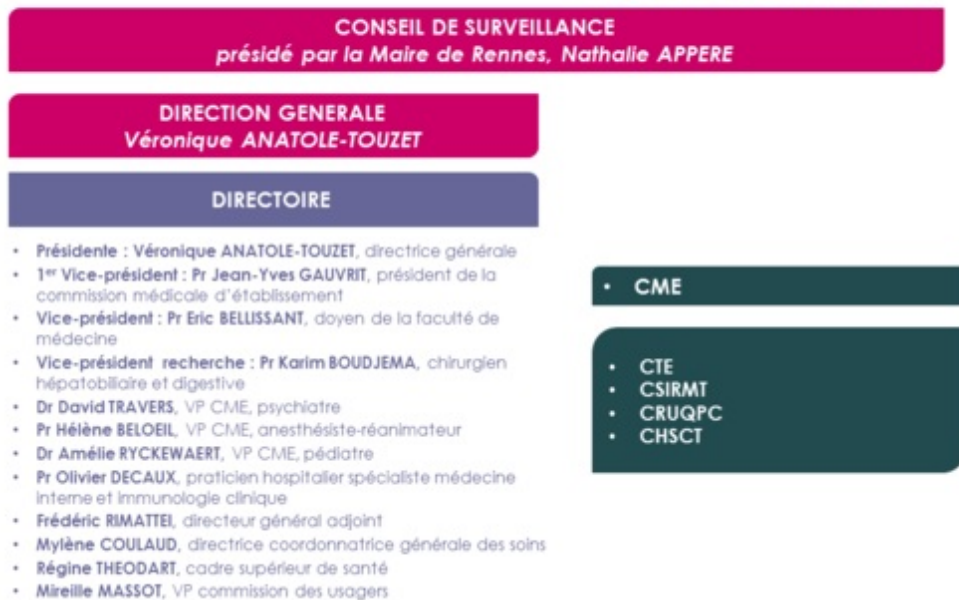 CONSEIL DE SURVEILLANCE
présidé par la Maire de Rennes, Nathalie APPERE
DIRECTION GENERALE
Véronique ANATOLE-TOUZET
DIRECTOIRE
• Présidente : Véronique ANATOLE-TOUZET, directrice générale
• 1er Vice-président : Pr Jean-Yves GAUVRIT, président de la
commission médicale d'établissement
• Vice-président : Pr Eric BELLISSANT, doyen de la faculté de
médecine
• Vice-président recherche : Pr Karim BOUDJEMA, chirurgien
hépatobiliaire et digestive
• Dr David TRAVERS, VP CME, psychiatre
• Pr Hélène BELOEIL, VP CME, anesthésiste-réanimateur
• Dr Amélie RYCKEWAERT, VP CME, pédiatre
• Pr Olivier DECAUX, praticien hospitalier spécialiste médecine
interne et immunologie clinique
• Frédéric RIMATTEI, directeur général adjoint
• Mylène COULAUD, directrice coordonnatrice générale des soins
• Régine THEODART, cadre supérieur de santé
• Mireille MASSOT, VP commission des usagers
• CME
• CTE
• CSIRMT
• CRUQPC
• CHSCT